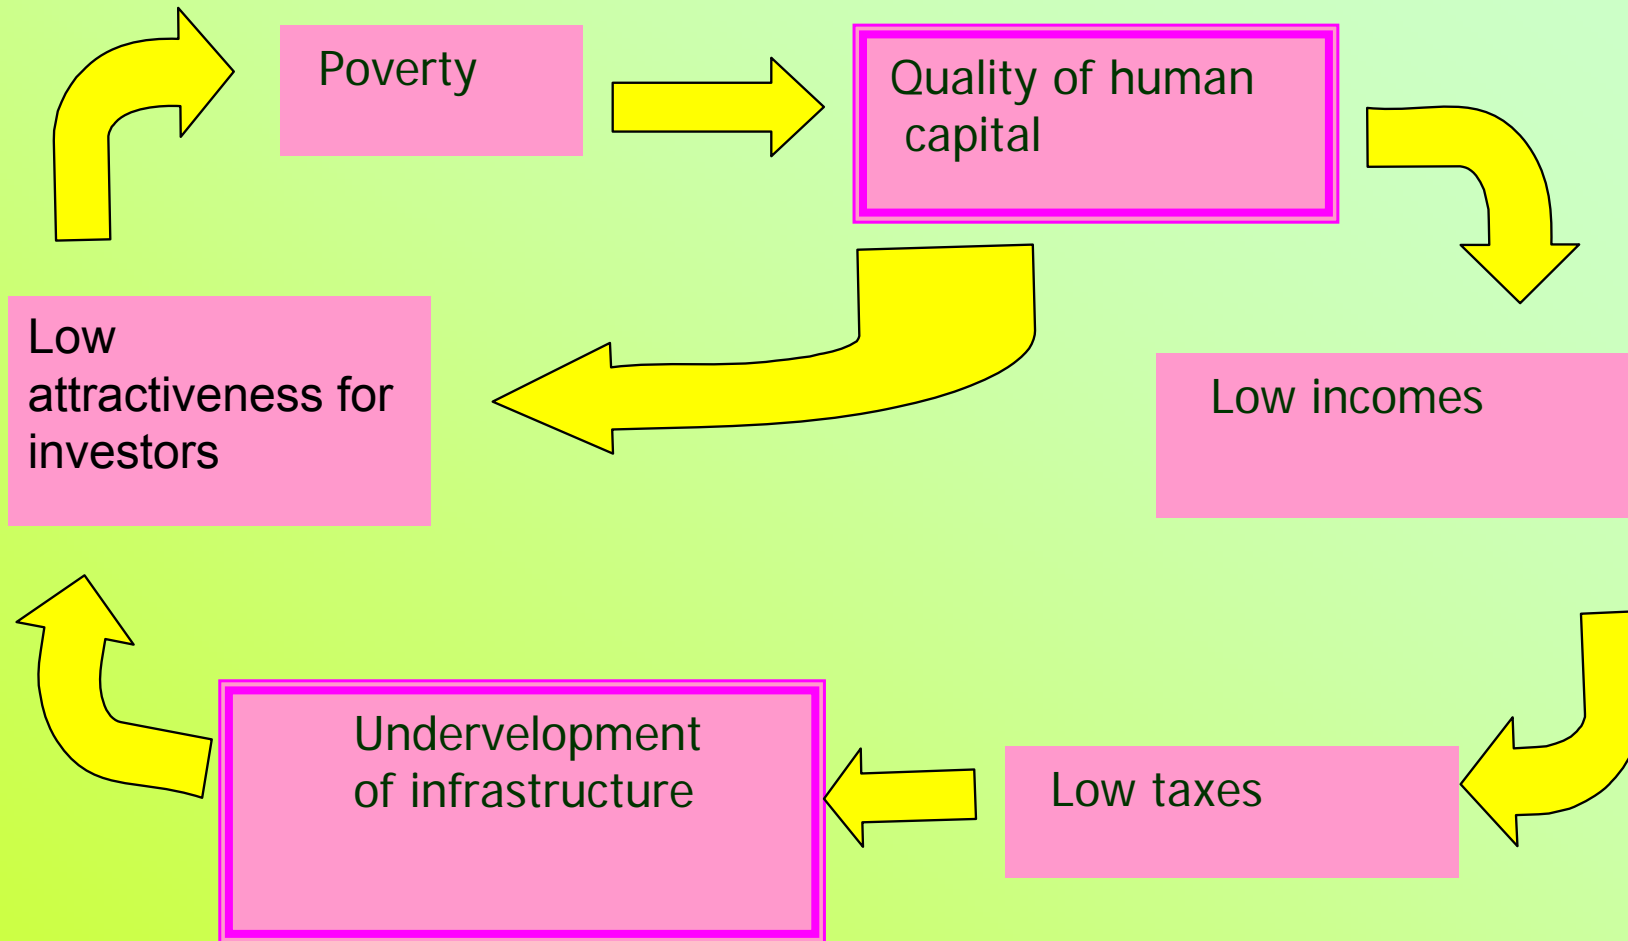 Poverty
Quality of human
capital
Low
attractiveness for
investors
Low incomes
Undervelopment
of infrastructure
Low taxes